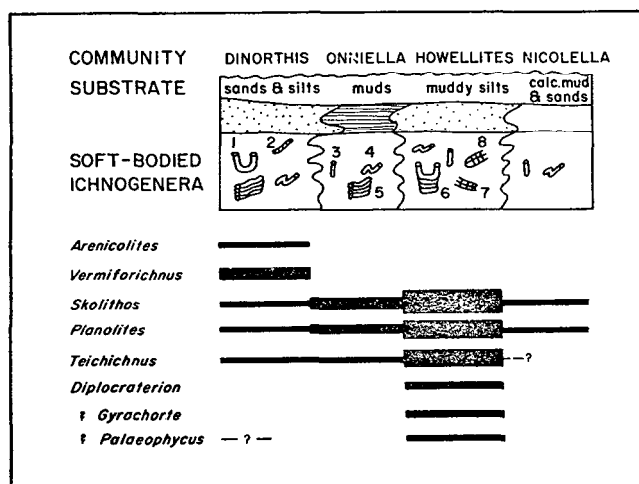 COMMUNITY DINORTHIS ONNIELLA HOWELLITES NICOLELLA
SUBSTRATE sands & silts muds muddy silts calc. mud & sands
SOFT-BODIED ICHNOGENERA
1 2 3 4 8
5 6 7
Arenicolites
Vermiforichnus
Skolithos
Planolites
Teichichnus — ?
Diplocraterion
? Gyrochorte
? Palaeophycus — ? —